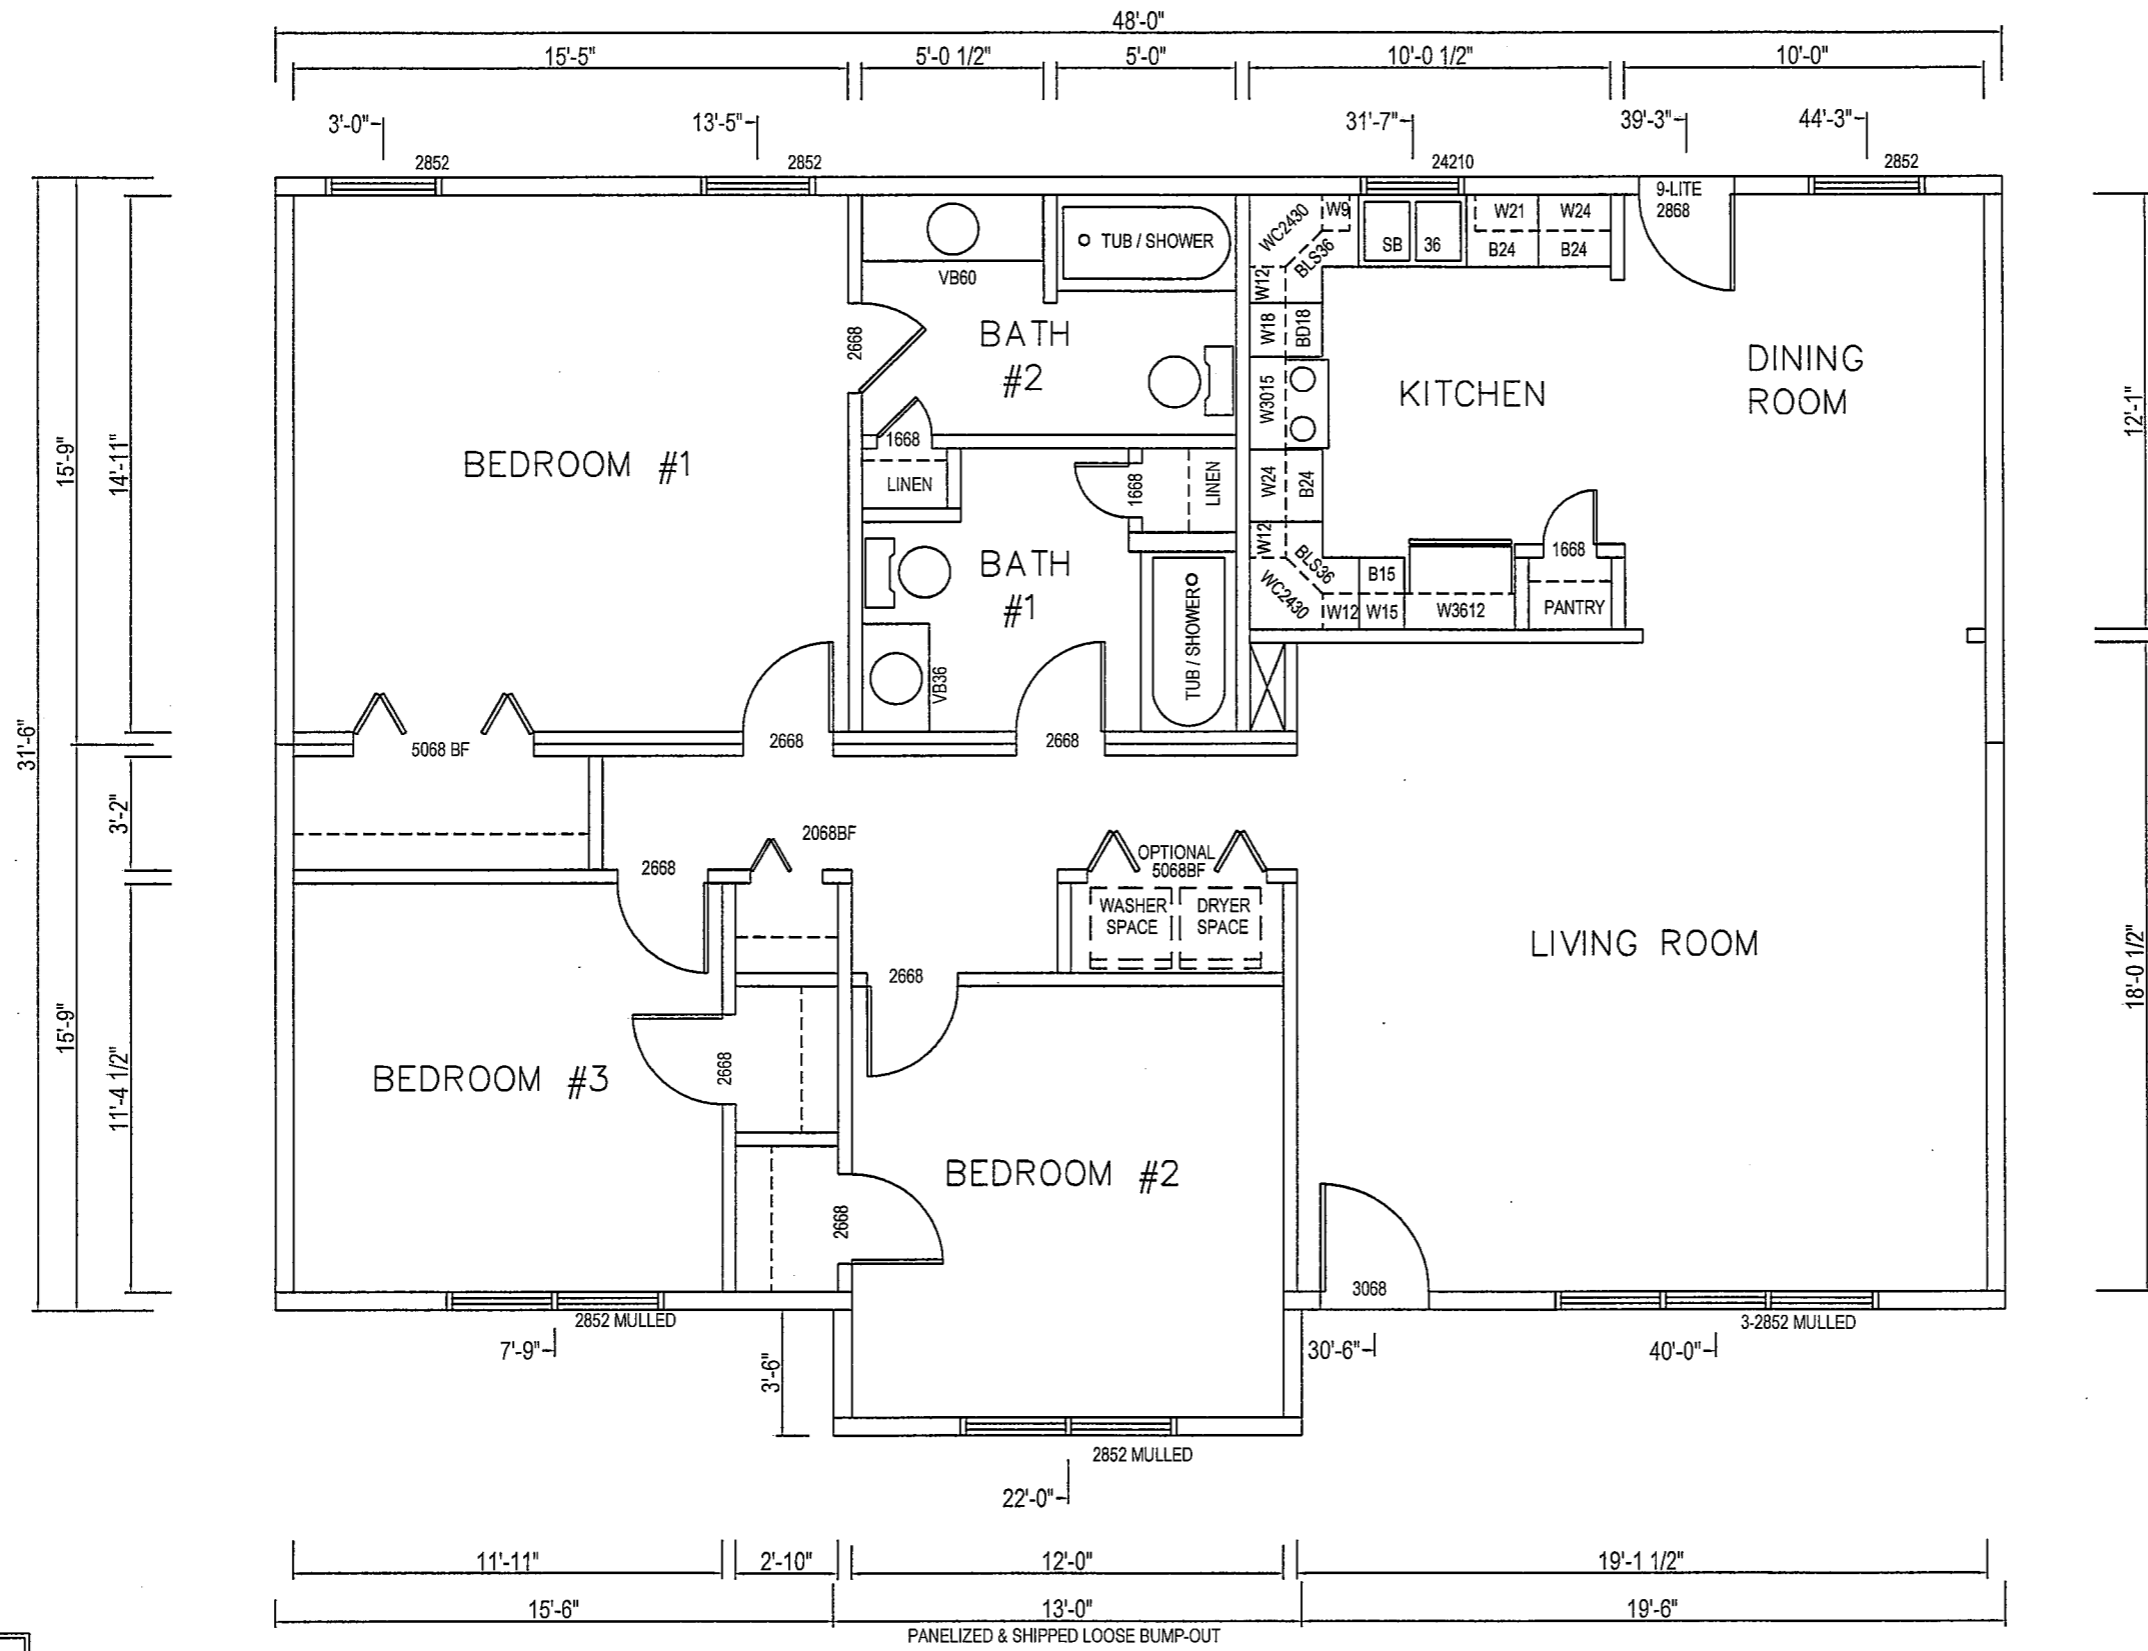 48'-0"
15'-5" 5'-0 1/2" 5'-0" 10'-0 1/2" 10'-0"
3'-0" 13'-5" 31'-7" 39'-3" 44'-3"
2852 2852 24210 2852
9-LITE
2868
WC2430 W9 SB 36 W21 W24
BLS36 B24 B24
TUB / SHOWER
VB60
W12
W18 BD18
2668
BATH
#2
W3015
KITCHEN
DINING
ROOM
12'-1"
15'-9"
14'-11"
BEDROOM #1
1668
LINEN
1668
LINEN
W24 B24
W12
BLS36
WC2430
1668
B15
W12 W15 W3612
PANTRY
BATH
#1
TUB / SHOWER
VB36
31'-6"
5068 BF
2668
2668
3'-2"
2068BF
2668
OPTIONAL
5068BF
WASHER
SPACE
DRYER
SPACE
2668
LIVING ROOM
18'-0 1/2"
15'-9"
11'-4 1/2"
BEDROOM #3
2668
BEDROOM #2
2668
3068
2852 MULLED
3-2852 MULLED
7'-9"
3'-6"
30'-6"
40'-0"
2852 MULLED
22'-0"
11'-11" 2'-10" 12'-0" 19'-1 1/2"
15'-6" 13'-0" 19'-6"
PANELIZED & SHIPPED LOOSE BUMP-OUT